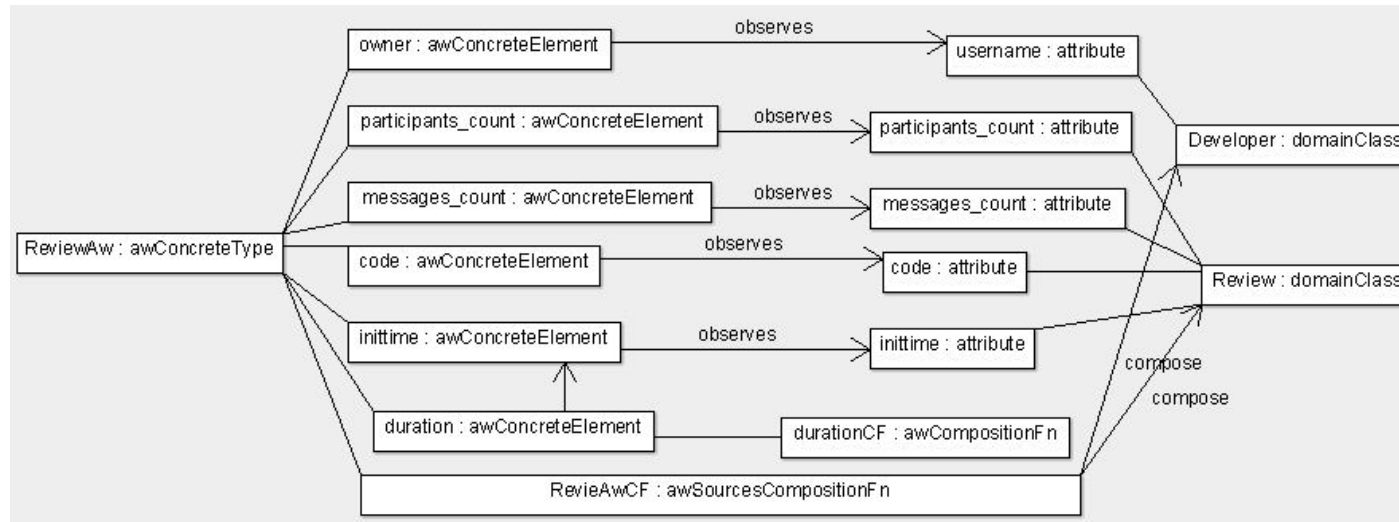 observes
owner : awConcreteElement
username : attribute
observes
participants_count : awConcreteElement
participants_count : attribute
Developer : domainClass
observes
messages_count : awConcreteElement
messages_count : attribute
ReviewAw : awConcreteType
observes
code : awConcreteElement
code : attribute
Review : domainClass
observes
inittime : awConcreteElement
inittime : attribute
compose
compose
duration : awConcreteElement
durationCF : awCompositionFn
RevieAwCF : awSourcesCompositionFn